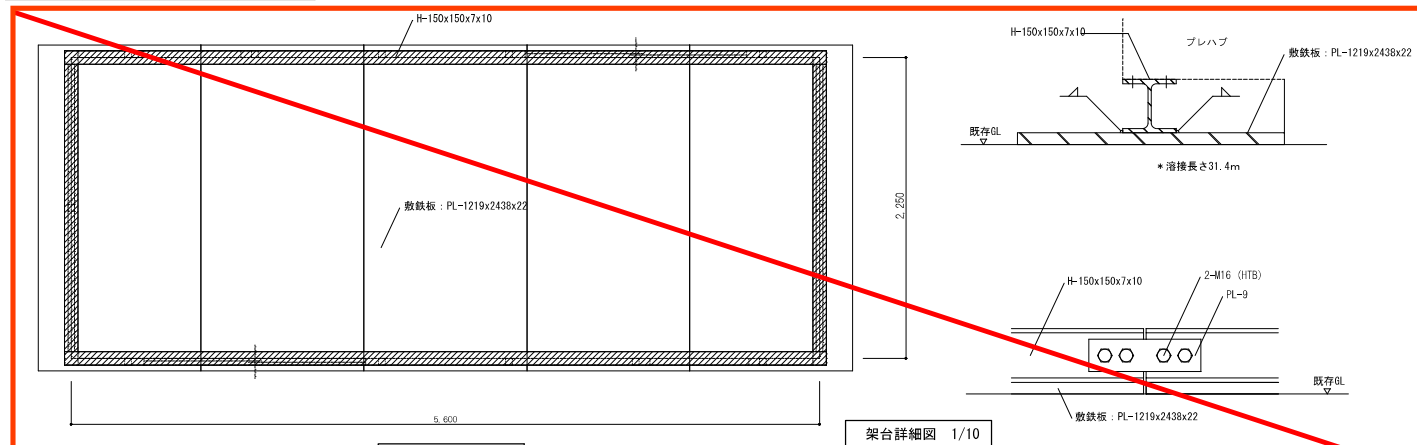 H-150x150x7x10
敷鉄板：PL-1219x2438x22
2,250
5,600
H-150x150x7x10
プレハブ
敷鉄板：PL-1219x2438x22
既存GL
＊溶接長さ31.4m
H-150x150x7x10
2-M16 (HTB)
PL-9
既存GL
敷鉄板：PL-1219x2438x22
架台詳細図 1/10